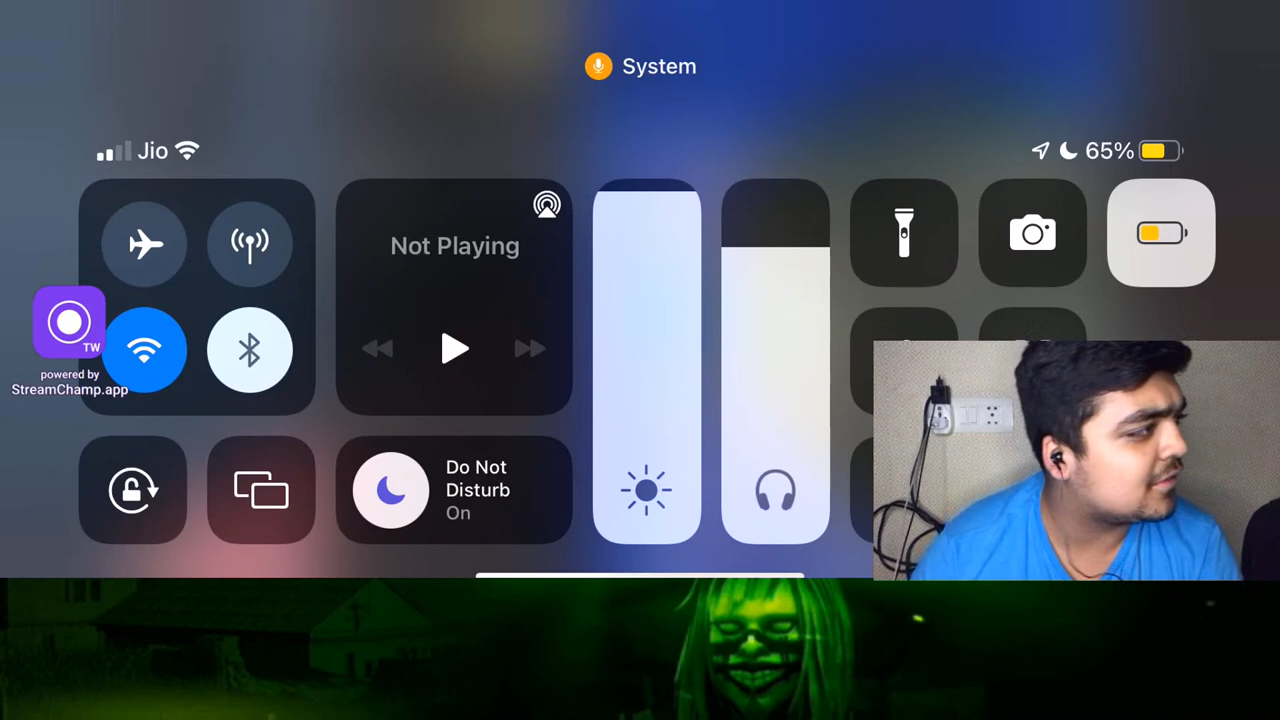 System
Jio
65%
Not Playing
TW
powered by
StreamChamp.app
Do Not
Disturb
On